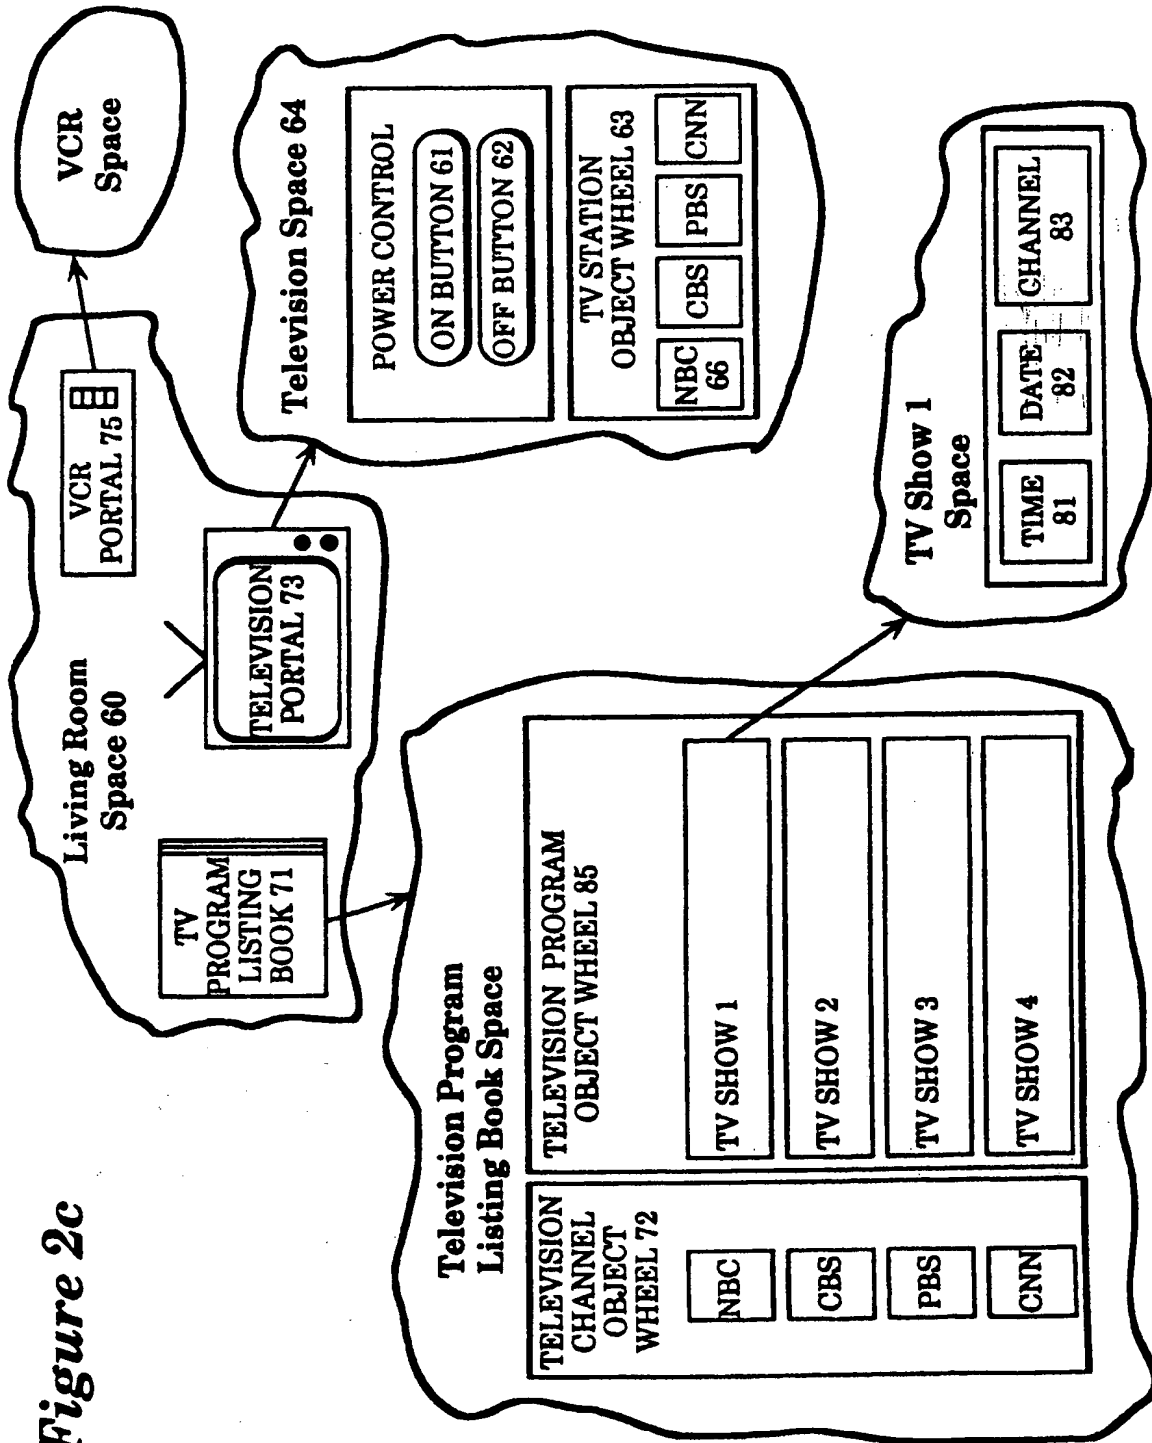 Figure 2c
Living Room
Space 60
TV
PROGRAM
LISTING
BOOK 71
TELEVISION
PORTAL 73
VCR
PORTAL 75
VCR
Space
Television Space 64
POWER CONTROL
ON BUTTON 61
OFF BUTTON 62
TV STATION
OBJECT WHEEL 63
NBC
66
CBS
PBS
CNN
Television Program
Listing Book Space
TELEVISION
CHANNEL
OBJECT
WHEEL 72
NBC
CBS
PBS
CNN
TELEVISION PROGRAM
OBJECT WHEEL 85
TV SHOW 1
TV SHOW 2
TV SHOW 3
TV SHOW 4
TV Show 1
Space
TIME
81
DATE
82
CHANNEL
83